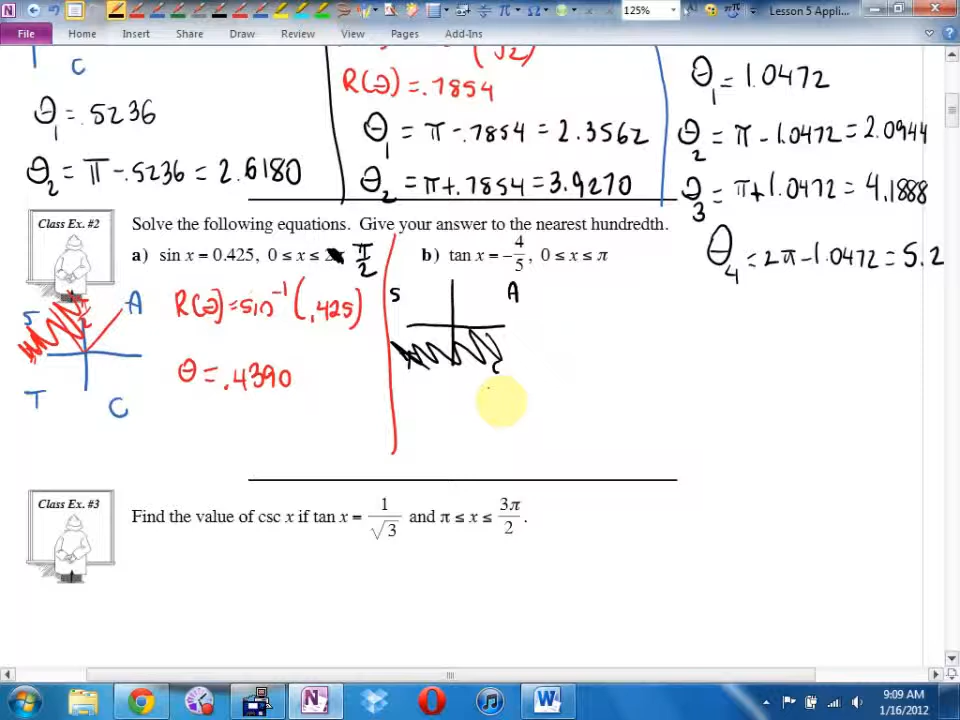 125%
Lesson 5 Appli...
File Home Insert Share Draw Review View Pages Add-Ins
C
θ₁ = .5236
θ₂ = π - .5236 = 2.6180
R(θ) = .7854
θ₁ = π - .7854 = 2.3562
θ₂ = π + .7854 = 3.9270
θ₁ = 1.0472
θ₂ = π - 1.0472 = 2.0944
θ₃ = π + 1.0472 = 4.1888
θ₄ = 2π - 1.0472 = 5.2
Class Ex. #2
Solve the following equations. Give your answer to the nearest hundredth.
a) sin x = 0.425, 0 ≤ x ≤ π/2
S A
T C
R(θ) = sin⁻¹(.425)
θ = .4390
b) tan x = -4/5, 0 ≤ x ≤ π
S A
C
Class Ex. #3
Find the value of csc x if tan x = 1/√3 and π ≤ x ≤ 3π/2.
9:09 AM
1/16/2012